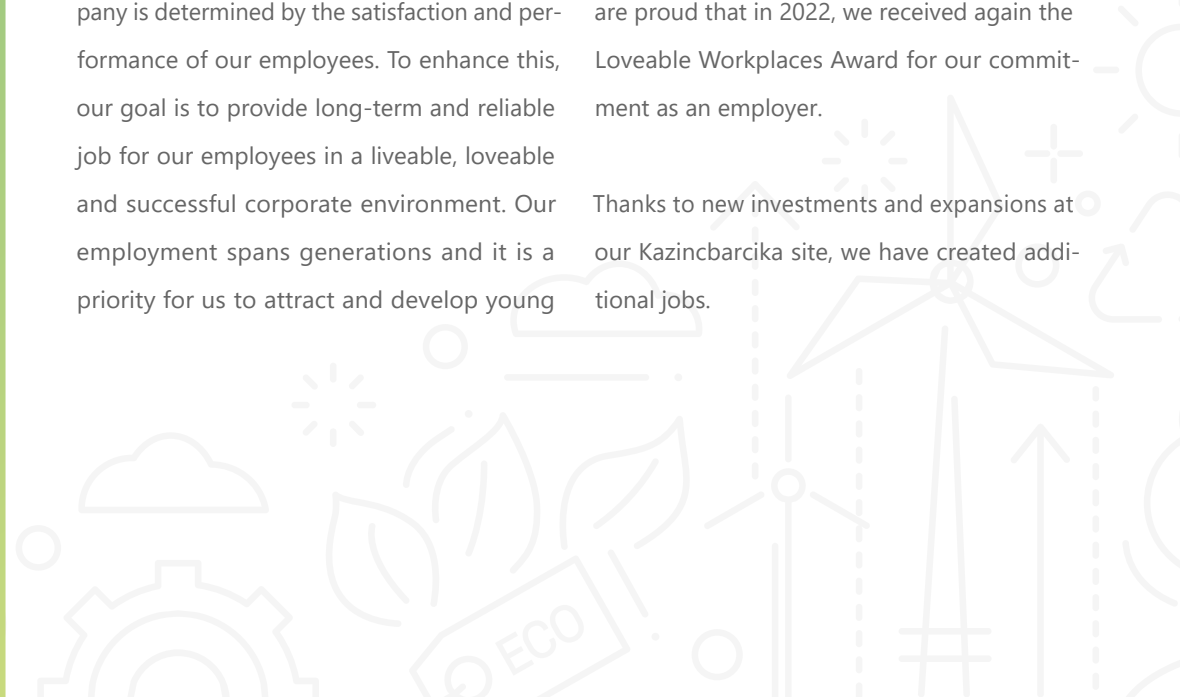 pany is determined by the satisfaction and per-
formance of our employees. To enhance this,
our goal is to provide long-term and reliable
job for our employees in a liveable, loveable
and successful corporate environment. Our
employment spans generations and it is a
priority for us to attract and develop young
are proud that in 2022, we received again the
Loveable Workplaces Award for our commit-
ment as an employer.
Thanks to new investments and expansions at
our Kazincbarcika site, we have created addi-
tional jobs.
ECO